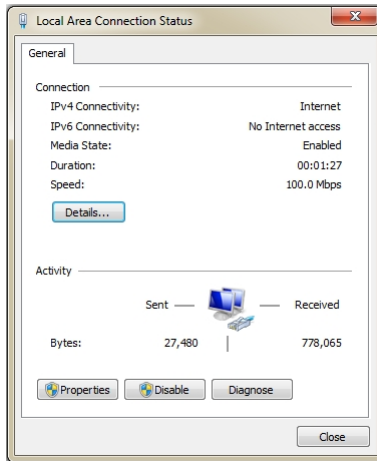 Local Area Connection Status
General
Connection
IPv4 Connectivity: Internet
IPv6 Connectivity: No Internet access
Media State: Enabled
Duration: 00:01:27
Speed: 100.0 Mbps
Details...
Activity
Sent Received
Bytes: 27,480 778,065
Properties Disable Diagnose
Close